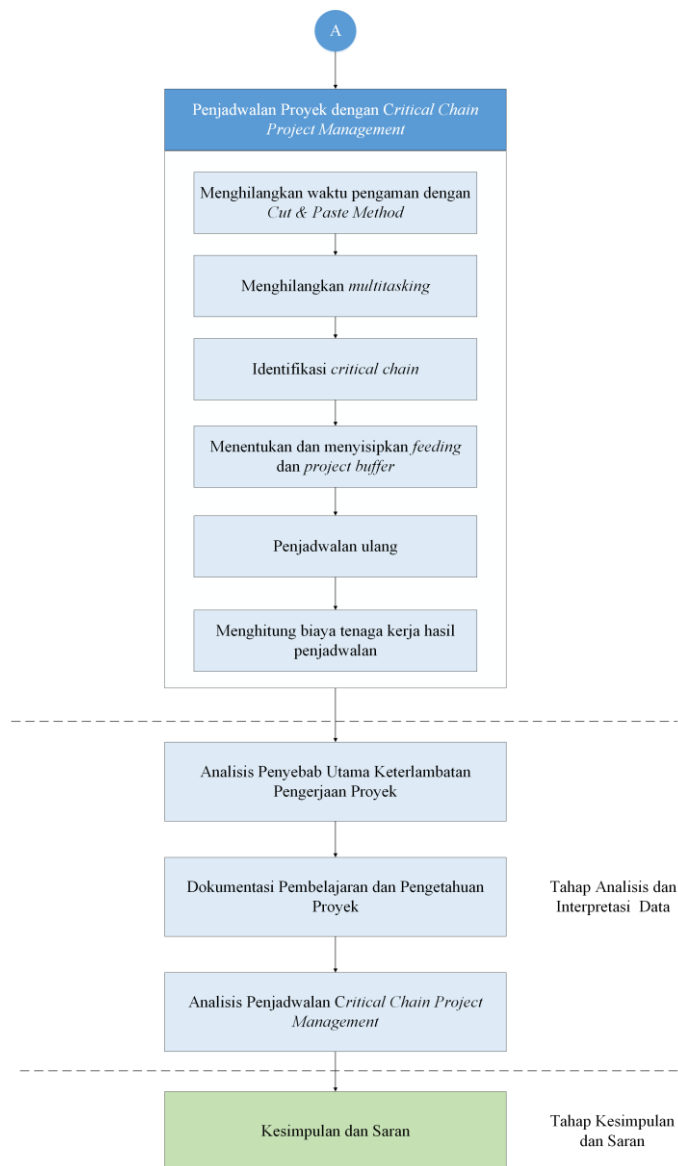 A
Penjadwalan Proyek dengan Critical Chain
Project Management
Menghilangkan waktu pengaman dengan
Cut & Paste Method
Menghilangkan multitasking
Identifikasi critical chain
Menentukan dan menyisipkan feeding
dan project buffer
Penjadwalan ulang
Menghitung biaya tenaga kerja hasil
penjadwalan
Analisis Penyebab Utama Keterlambatan
Pengerjaan Proyek
Dokumentasi Pembelajaran dan Pengetahuan
Proyek
Tahap Analisis dan
Interpretasi Data
Analisis Penjadwalan Critical Chain Project
Management
Kesimpulan dan Saran
Tahap Kesimpulan
dan Saran